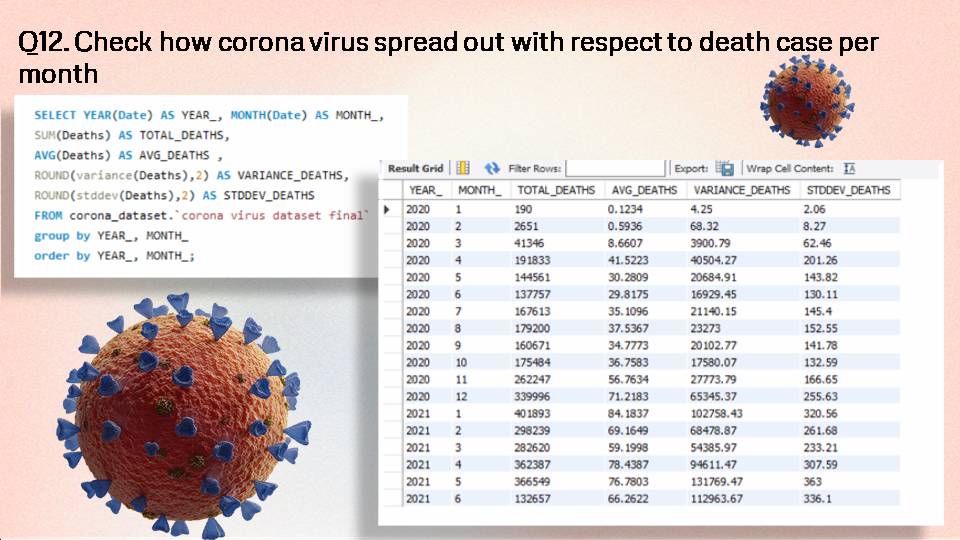 Q12. Check how corona virus spread out with respect to death case per
month
SELECT YEAR(Date) AS YEAR_, MONTH(Date) AS MONTH_,
SUM(Deaths) AS TOTAL_DEATHS,
AVG(Deaths) AS AVG_DEATHS ,
ROUND(variance(Deaths),2) AS VARIANCE_DEATHS,
ROUND(stddev(Deaths),2) AS STDDEV_DEATHS
FROM corona_dataset.`corona virus dataset final`
group by YEAR_, MONTH_
order by YEAR_, MONTH_;
Result Grid Filter Rows: Export: Wrap Cell Content:
YEAR_ MONTH_ TOTAL_DEATHS AVG_DEATHS VARIANCE_DEATHS STDDEV_DEATHS
2020 1 190 0.1234 4.25 2.06
2020 2 2651 0.5936 68.32 8.27
2020 3 41346 8.6607 3900.79 62.46
2020 4 191833 41.5223 40504.27 201.26
2020 5 144561 30.2809 20684.91 143.82
2020 6 137757 29.8175 16929.45 130.11
2020 7 167613 35.1096 21140.15 145.4
2020 8 179200 37.5367 23273 152.55
2020 9 160671 34.7773 20102.77 141.78
2020 10 175484 36.7583 17580.07 132.59
2020 11 262247 56.7634 27773.79 166.65
2020 12 339996 71.2183 65345.37 255.63
2021 1 401893 84.1837 102758.43 320.56
2021 2 298239 69.1649 68478.87 261.68
2021 3 282620 59.1998 54385.97 233.21
2021 4 362387 78.4387 94611.47 307.59
2021 5 366549 76.7803 131769.47 363
2021 6 132657 66.2622 112963.67 336.1